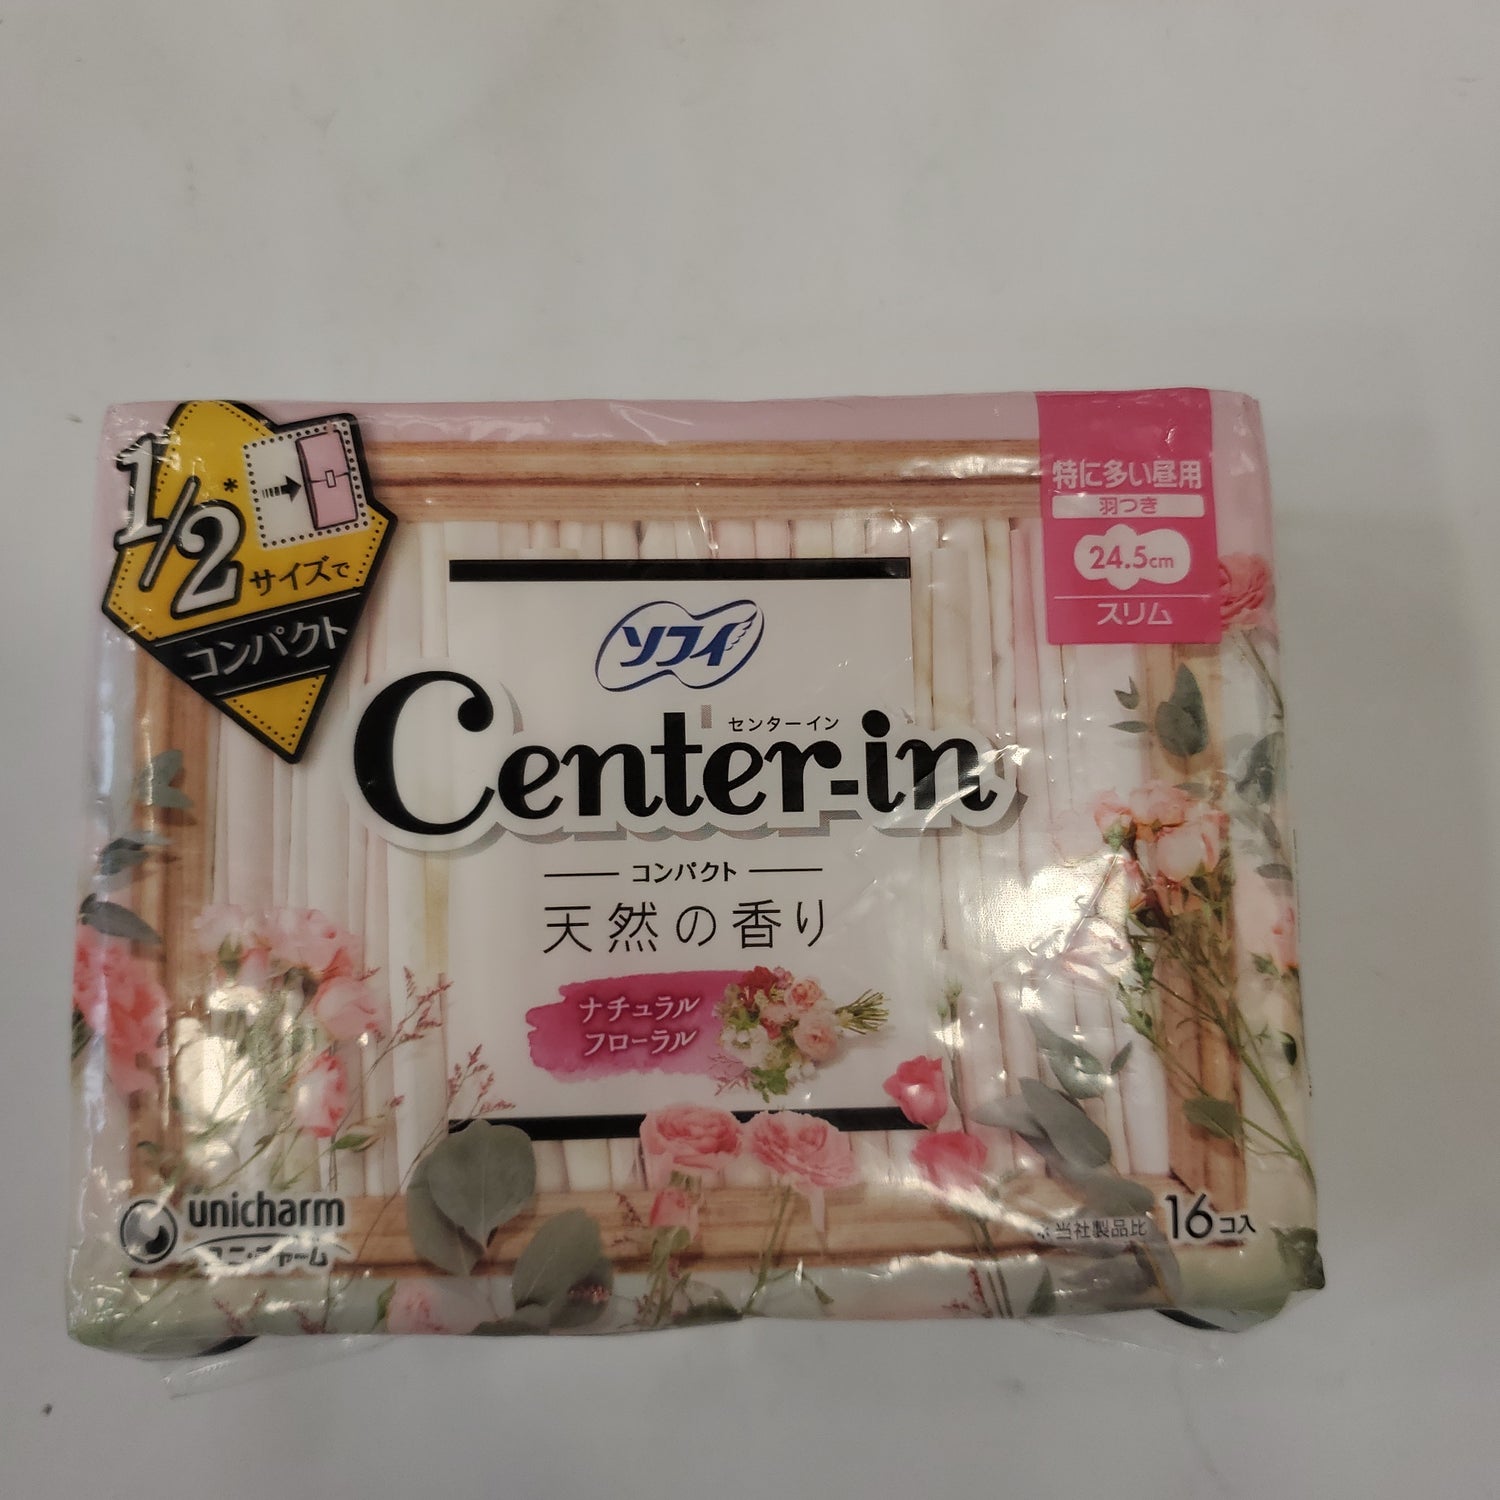 1/2*
サイズで
コンパクト
特に多い昼用
羽つき
24.5cm
スリム
ソフィ
センターイン
Center-in
コンパクト
天然の香り
ナチュラル
フローラル
unicharm
ユニ・チャーム
※当社製品比
16コ入